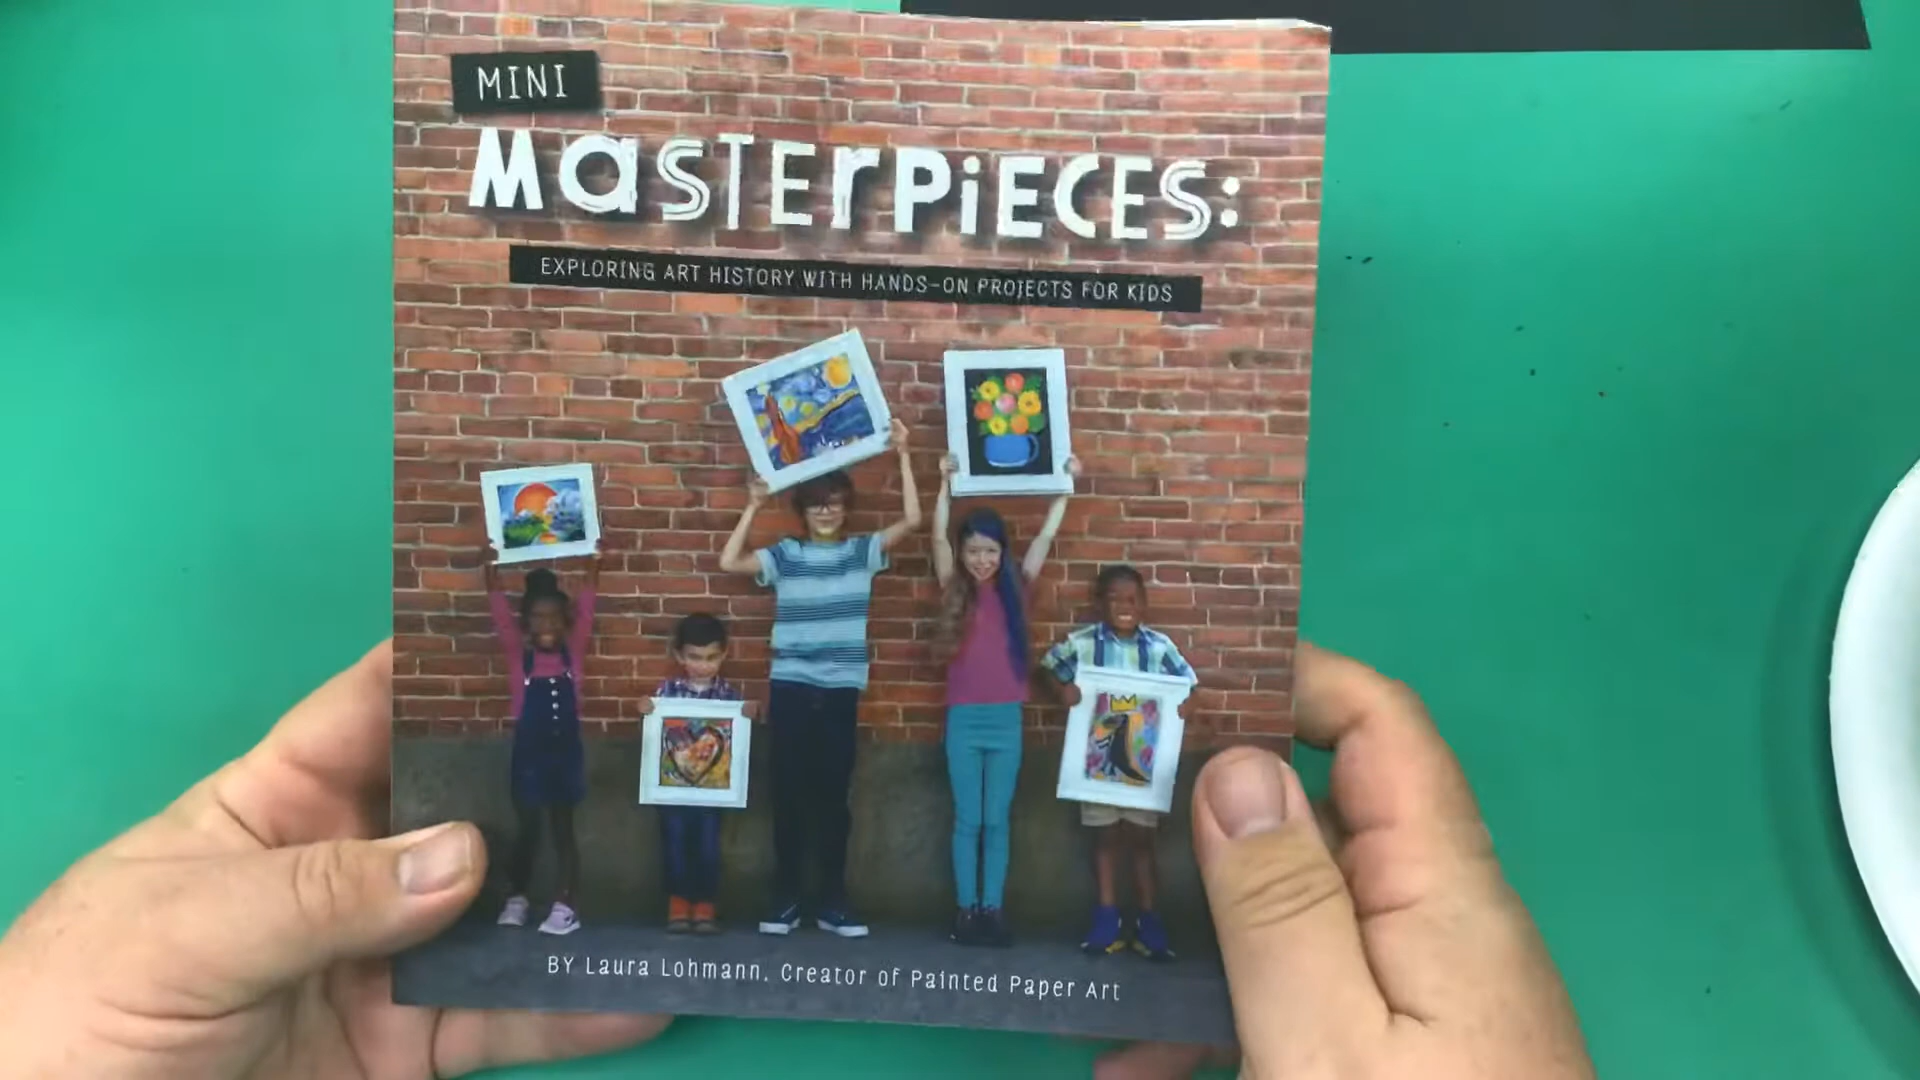 MINI
MasTErPiECES:
EXPLORING ART HISTORY WITH HANDS-ON PROJECTS FOR KIDS
BY Laura Lohmann, Creator of Painted Paper Art